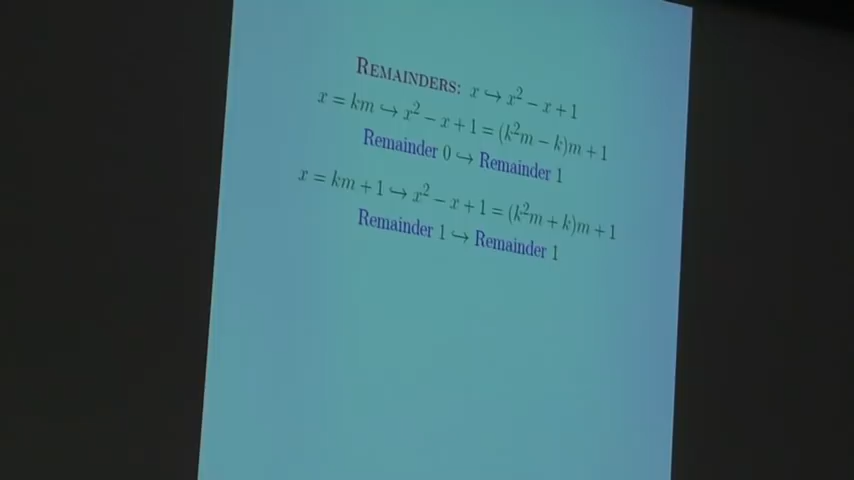 REMAINDERS: x ↪ x² − x + 1
x = km ↪ x² − x + 1 = (k²m − k)m + 1
Remainder 0 ↪ Remainder 1
x = km + 1 ↪ x² − x + 1 = (k²m + k)m + 1
Remainder 1 ↪ Remainder 1